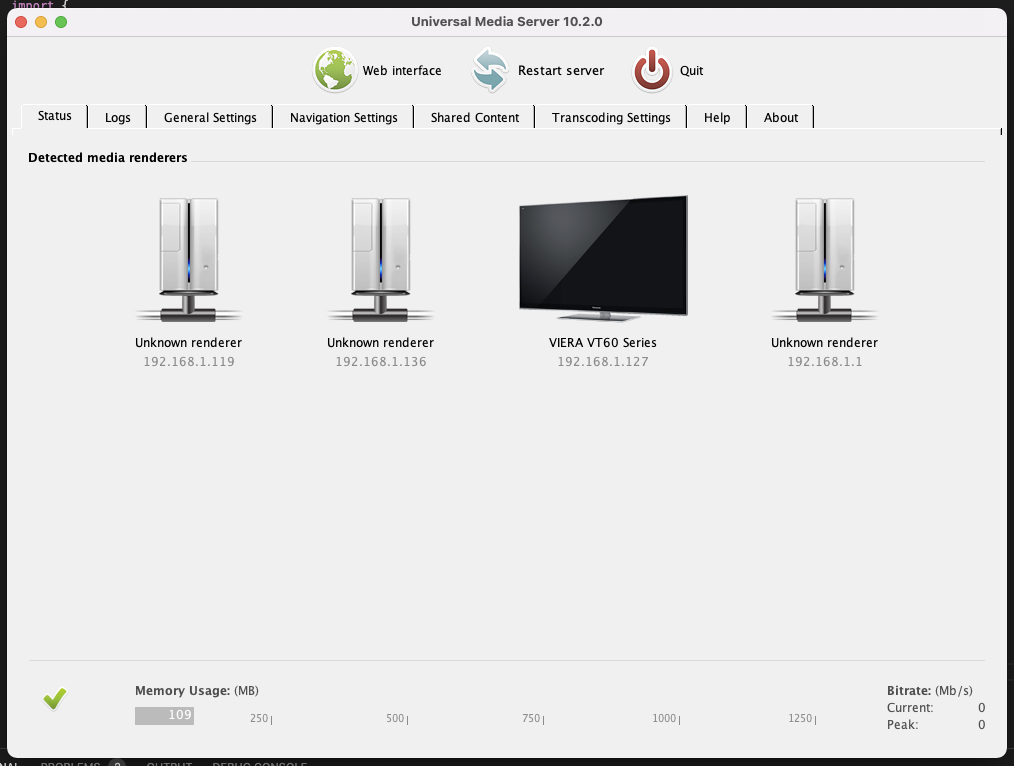 import {
Universal Media Server 10.2.0
Web interface
Restart server
Quit
Status
Logs
General Settings
Navigation Settings
Shared Content
Transcoding Settings
Help
About
Detected media renderers
Unknown renderer
192.168.1.119
Unknown renderer
192.168.1.136
VIERA VT60 Series
192.168.1.127
Unknown renderer
192.168.1.1
Memory Usage: (MB)
109
250
500
750
1000
1250
Bitrate: (Mb/s)
Current: 0
Peak: 0
PROBLEMS
OUTPUT
DEBUG CONSOLE